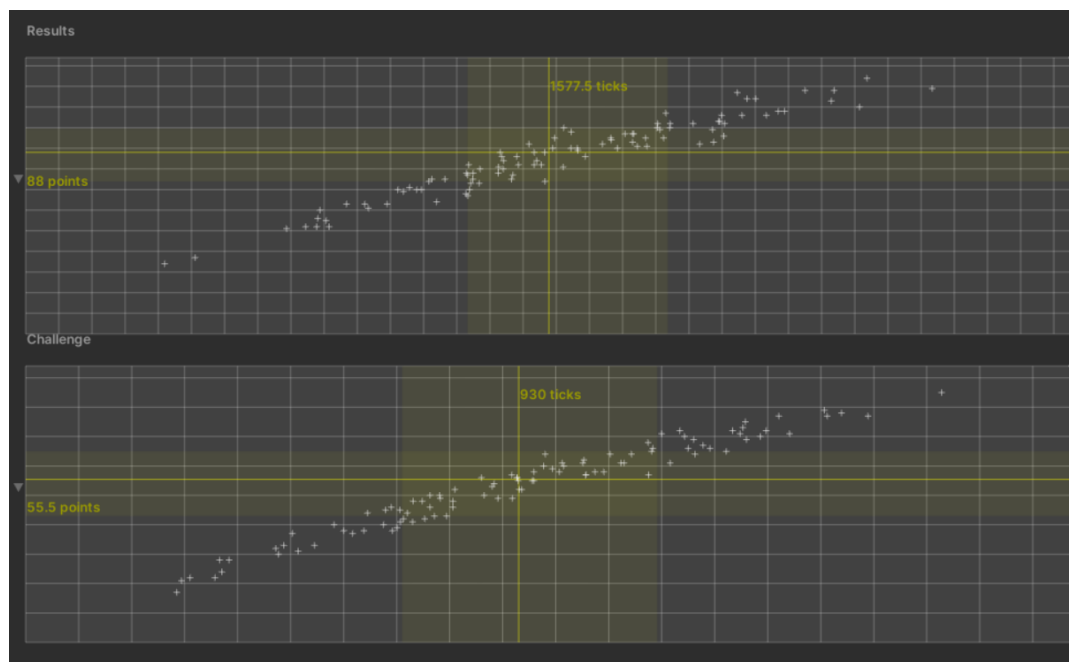 Results
1577.5 ticks
88 points
Challenge
930 ticks
55.5 points